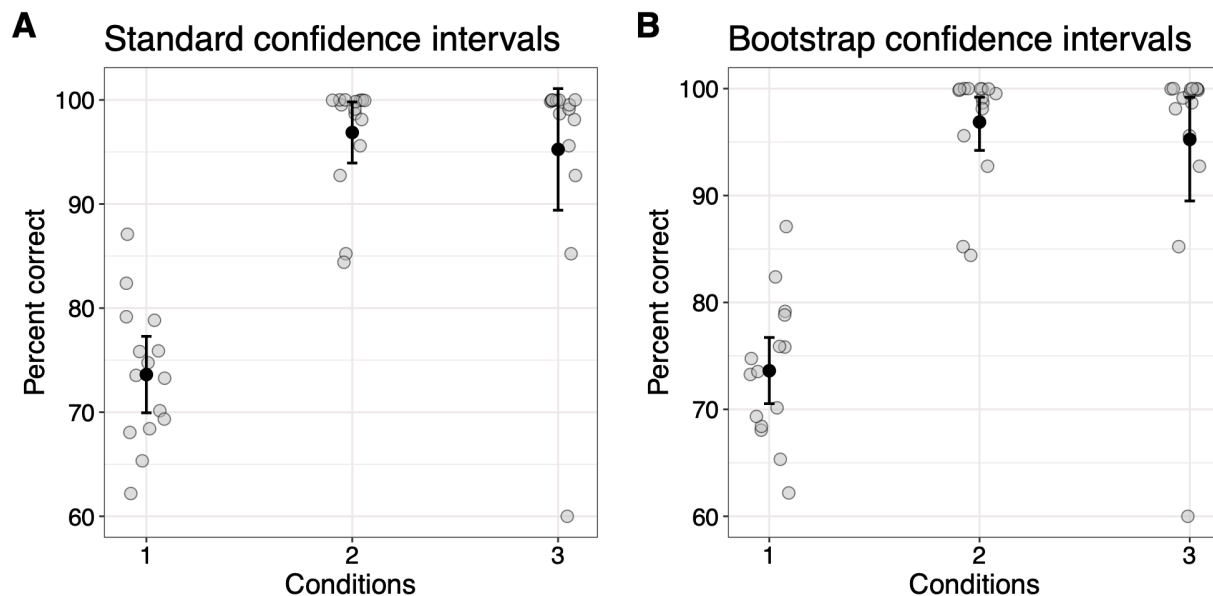 A
Standard confidence intervals
Percent correct
100
90
80
70
60
1 2 3
Conditions
B
Bootstrap confidence intervals
Percent correct
100
90
80
70
60
1 2 3
Conditions